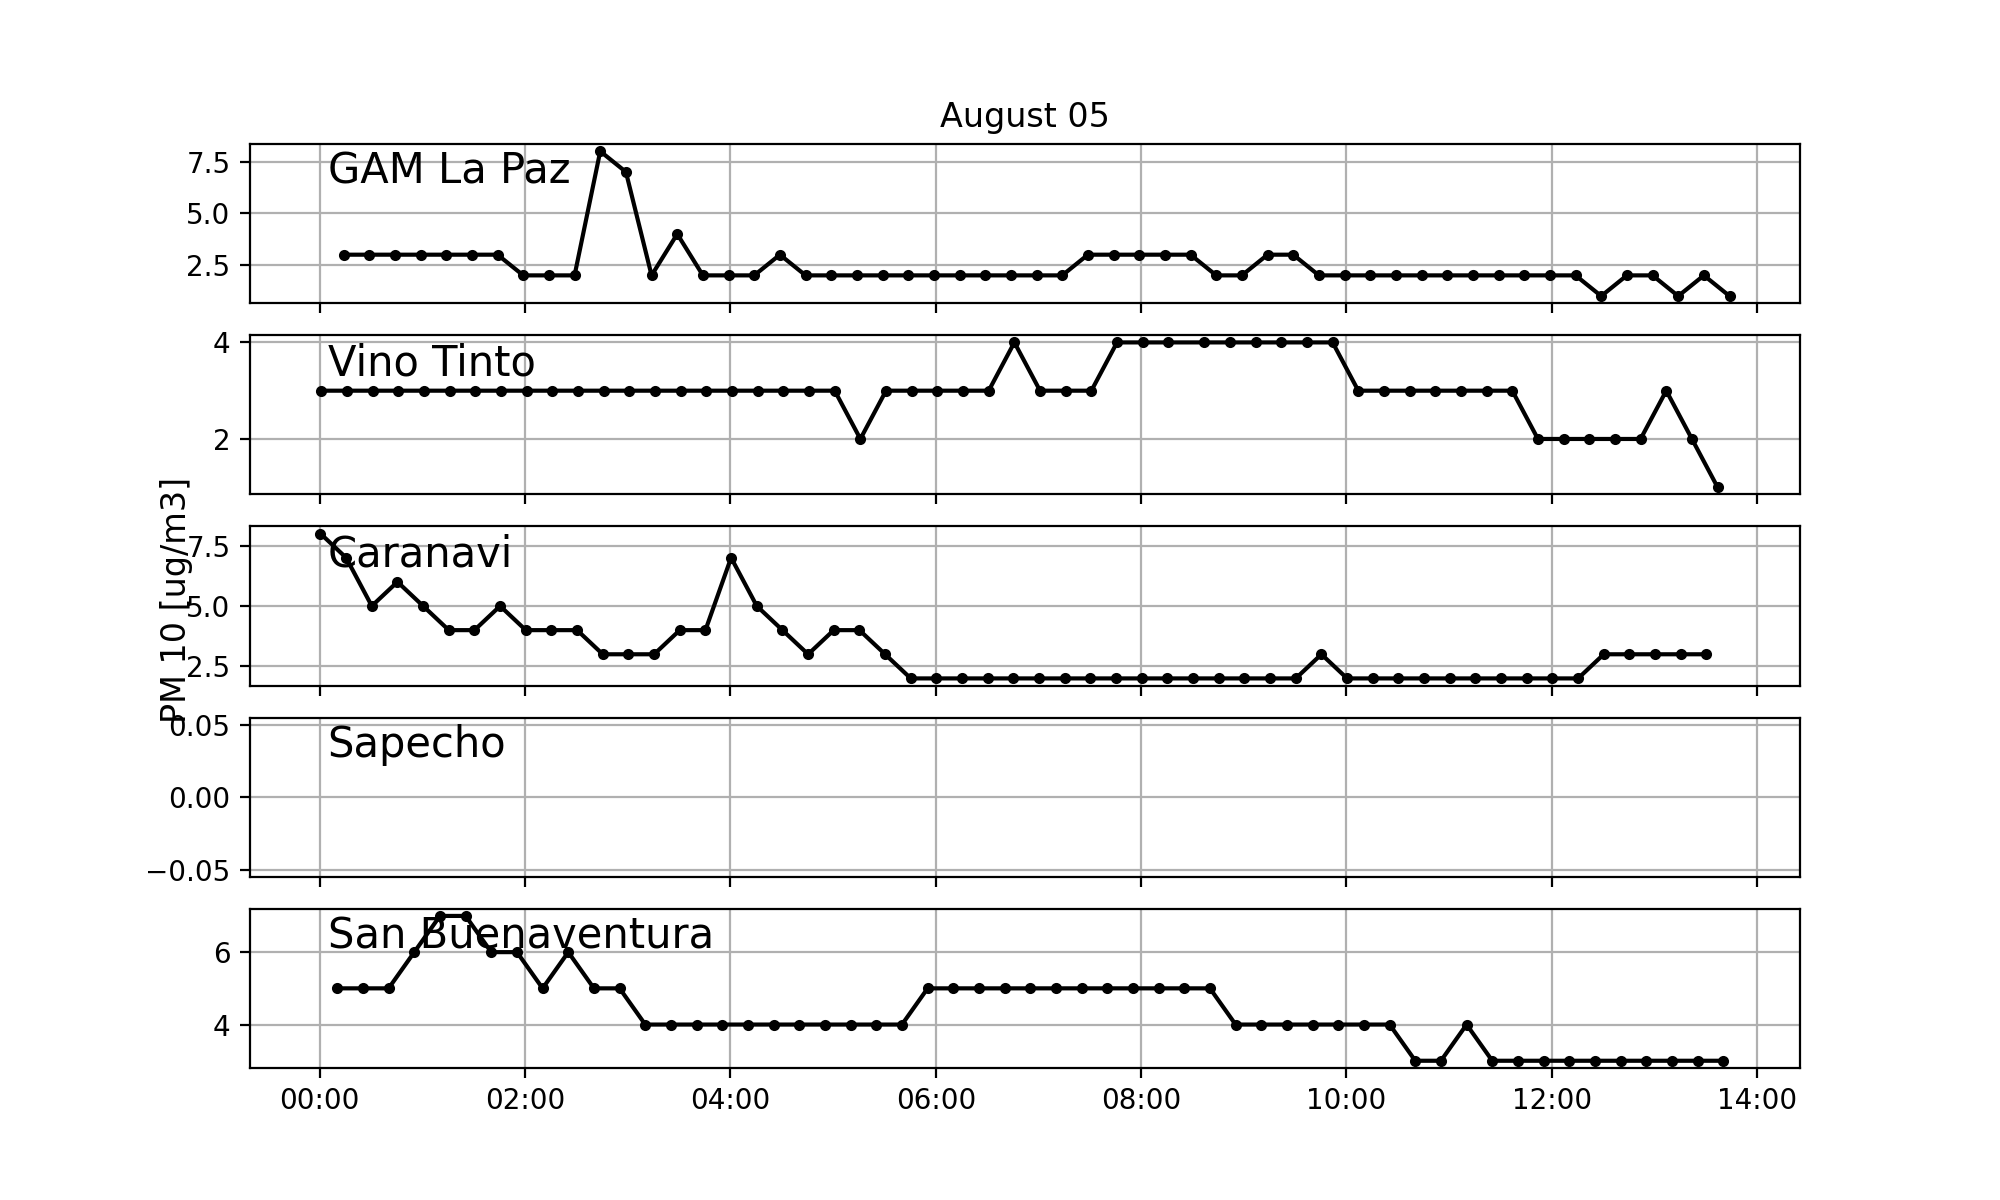 August 05
GAM La Paz
7.5
5.0
2.5
Vino Tinto
4
2
PM 10 [ug/m3]
Caranavi
7.5
5.0
2.5
Sapecho
0.05
0.00
−0.05
San Buenaventura
6
4
00:00 02:00 04:00 06:00 08:00 10:00 12:00 14:00